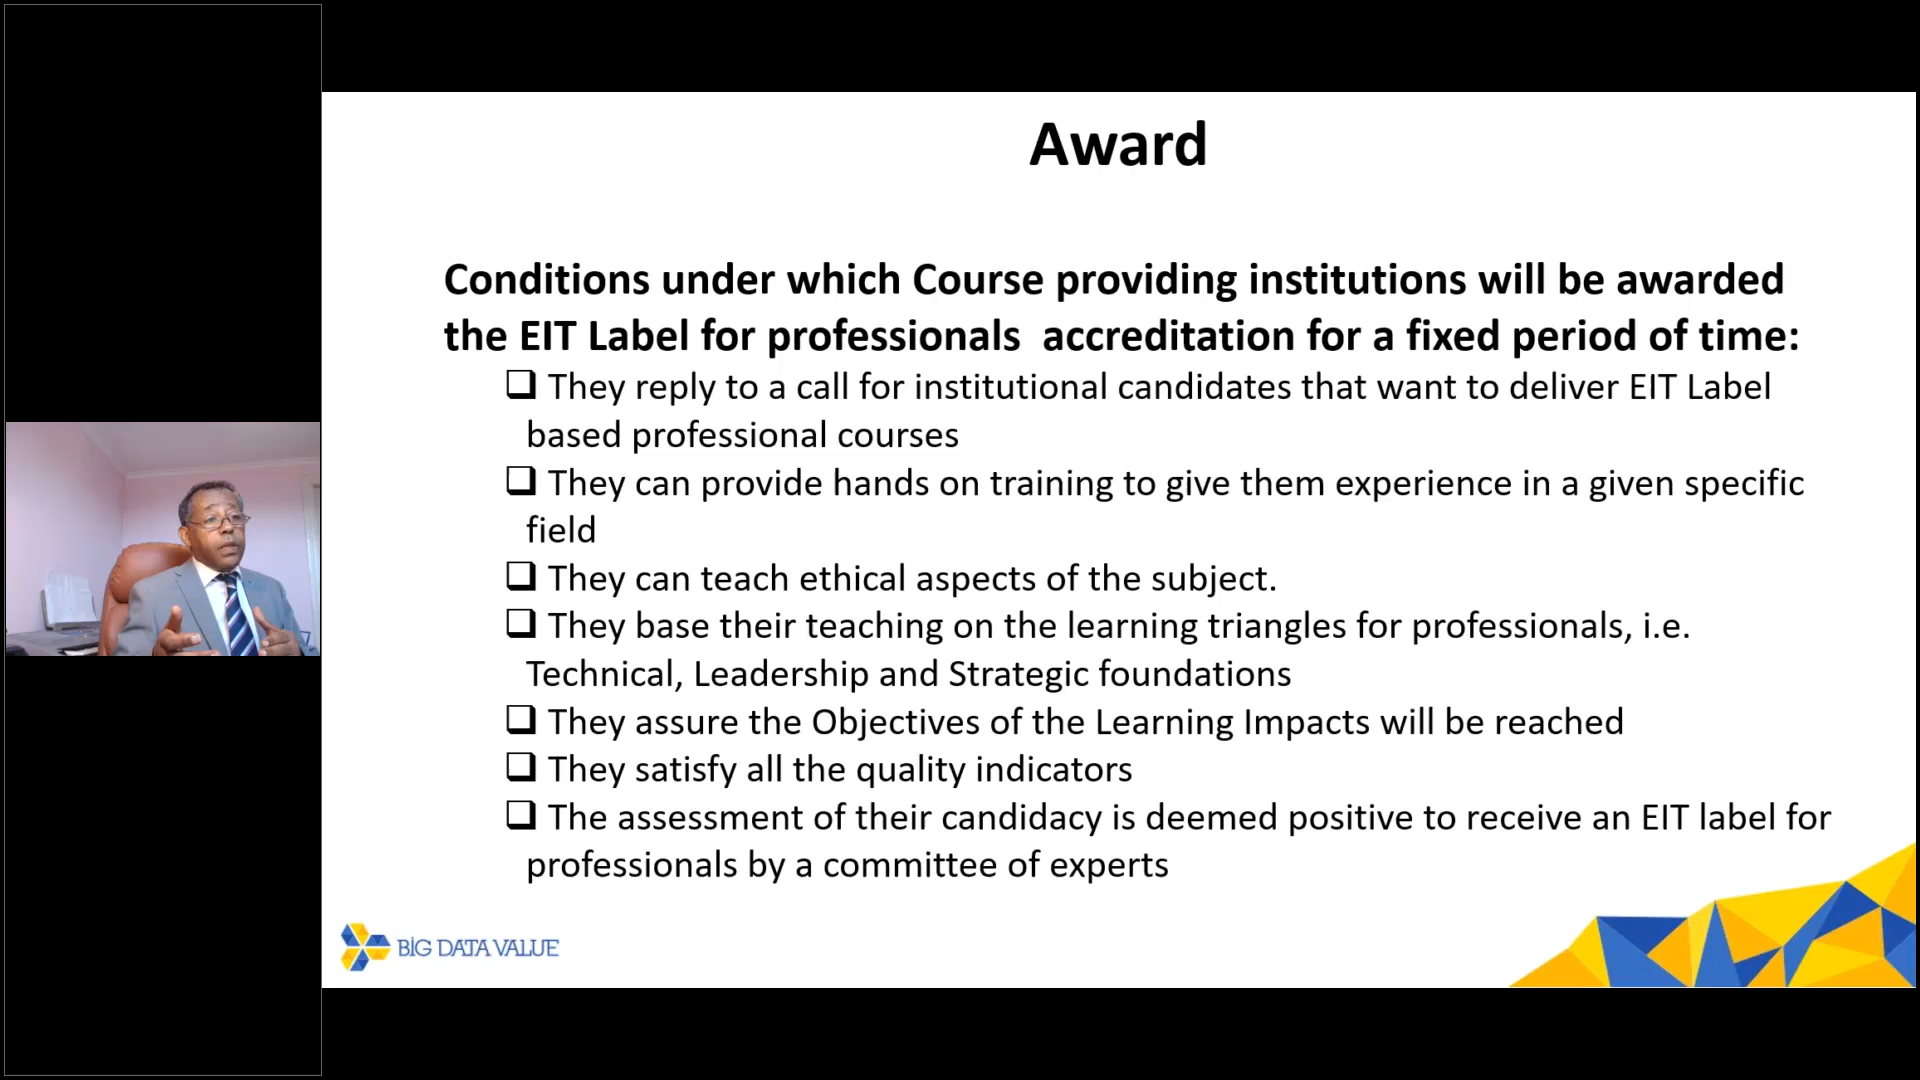 Award
Conditions under which Course providing institutions will be awarded
the EIT Label for professionals  accreditation for a fixed period of time:
❑ They reply to a call for institutional candidates that want to deliver EIT Label
based professional courses
❑ They can provide hands on training to give them experience in a given specific
field
❑ They can teach ethical aspects of the subject.
❑ They base their teaching on the learning triangles for professionals, i.e.
Technical, Leadership and Strategic foundations
❑ They assure the Objectives of the Learning Impacts will be reached
❑ They satisfy all the quality indicators
❑ The assessment of their candidacy is deemed positive to receive an EIT label for
professionals by a committee of experts
BIG DATA VALUE